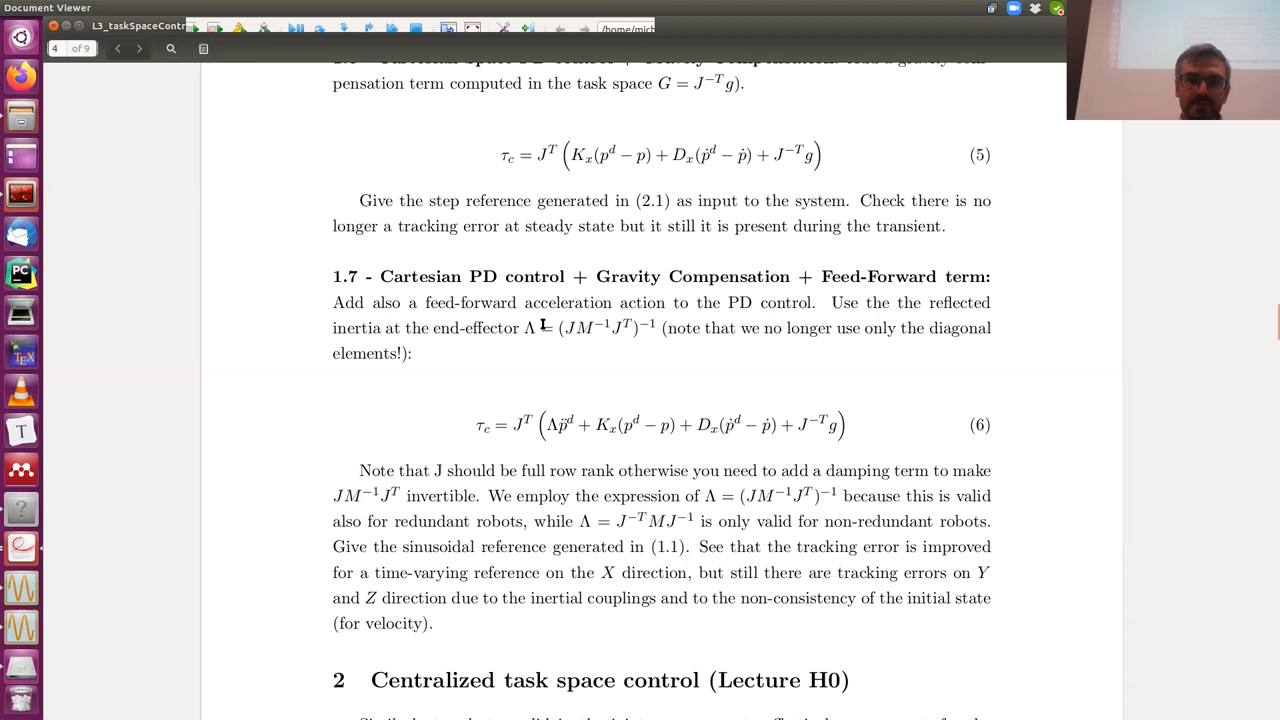 Document Viewer
L3_taskSpaceContr
/home/mich
4 of 9
pensation term computed in the task space G = J^{-T}g).
τ_c = J^T (K_x(p^d − p) + D_x(ṗ^d − ṗ) + J^{-T}g) (5)
Give the step reference generated in (2.1) as input to the system. Check there is no
longer a tracking error at steady state but it still it is present during the transient.
1.7 - Cartesian PD control + Gravity Compensation + Feed-Forward term:
Add also a feed-forward acceleration action to the PD control. Use the the reflected
inertia at the end-effector Λ = (JM^{-1}J^T)^{-1} (note that we no longer use only the diagonal
elements!):
τ_c = J^T (Λp̈^d + K_x(p^d − p) + D_x(ṗ^d − ṗ) + J^{-T}g) (6)
Note that J should be full row rank otherwise you need to add a damping term to make
JM^{-1}J^T invertible. We employ the expression of Λ = (JM^{-1}J^T)^{-1} because this is valid
also for redundant robots, while Λ = J^{-T}MJ^{-1} is only valid for non-redundant robots.
Give the sinusoidal reference generated in (1.1). See that the tracking error is improved
for a time-varying reference on the X direction, but still there are tracking errors on Y
and Z direction due to the inertial couplings and to the non-consistency of the initial state
(for velocity).
2 Centralized task space control (Lecture H0)